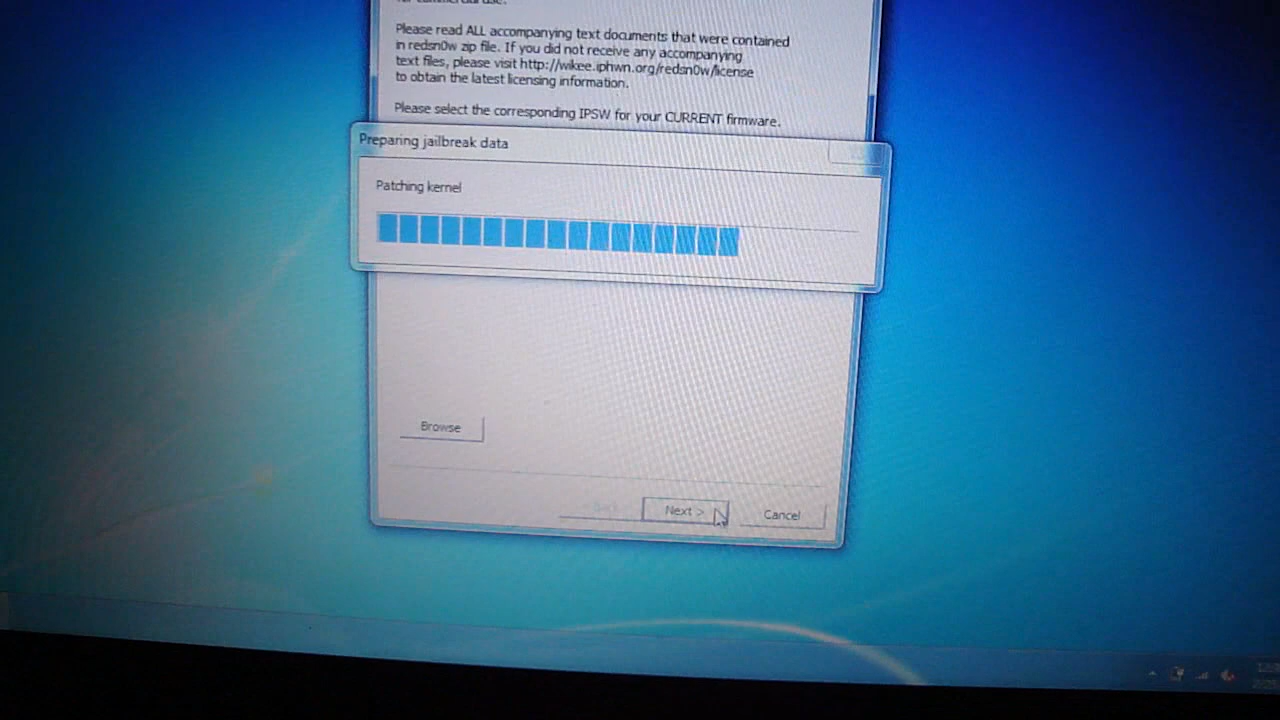 Please read ALL accompanying text documents that were contained
in redsn0w zip file. If you did not receive any accompanying
text files, please visit http://wikee.iphwn.org/redsn0w/license
to obtain the latest licensing information.
Please select the corresponding IPSW for your CURRENT firmware.
Preparing jailbreak data
Patching kernel
Browse
Next >
Cancel